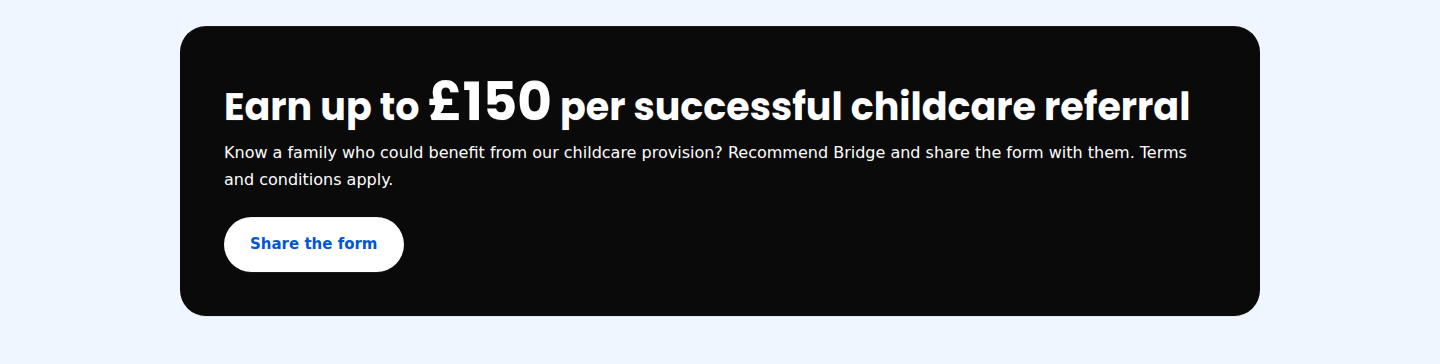 Earn up to £150 per successful childcare referral
Know a family who could benefit from our childcare provision? Recommend Bridge and share the form with them. Terms
and conditions apply.
Share the form